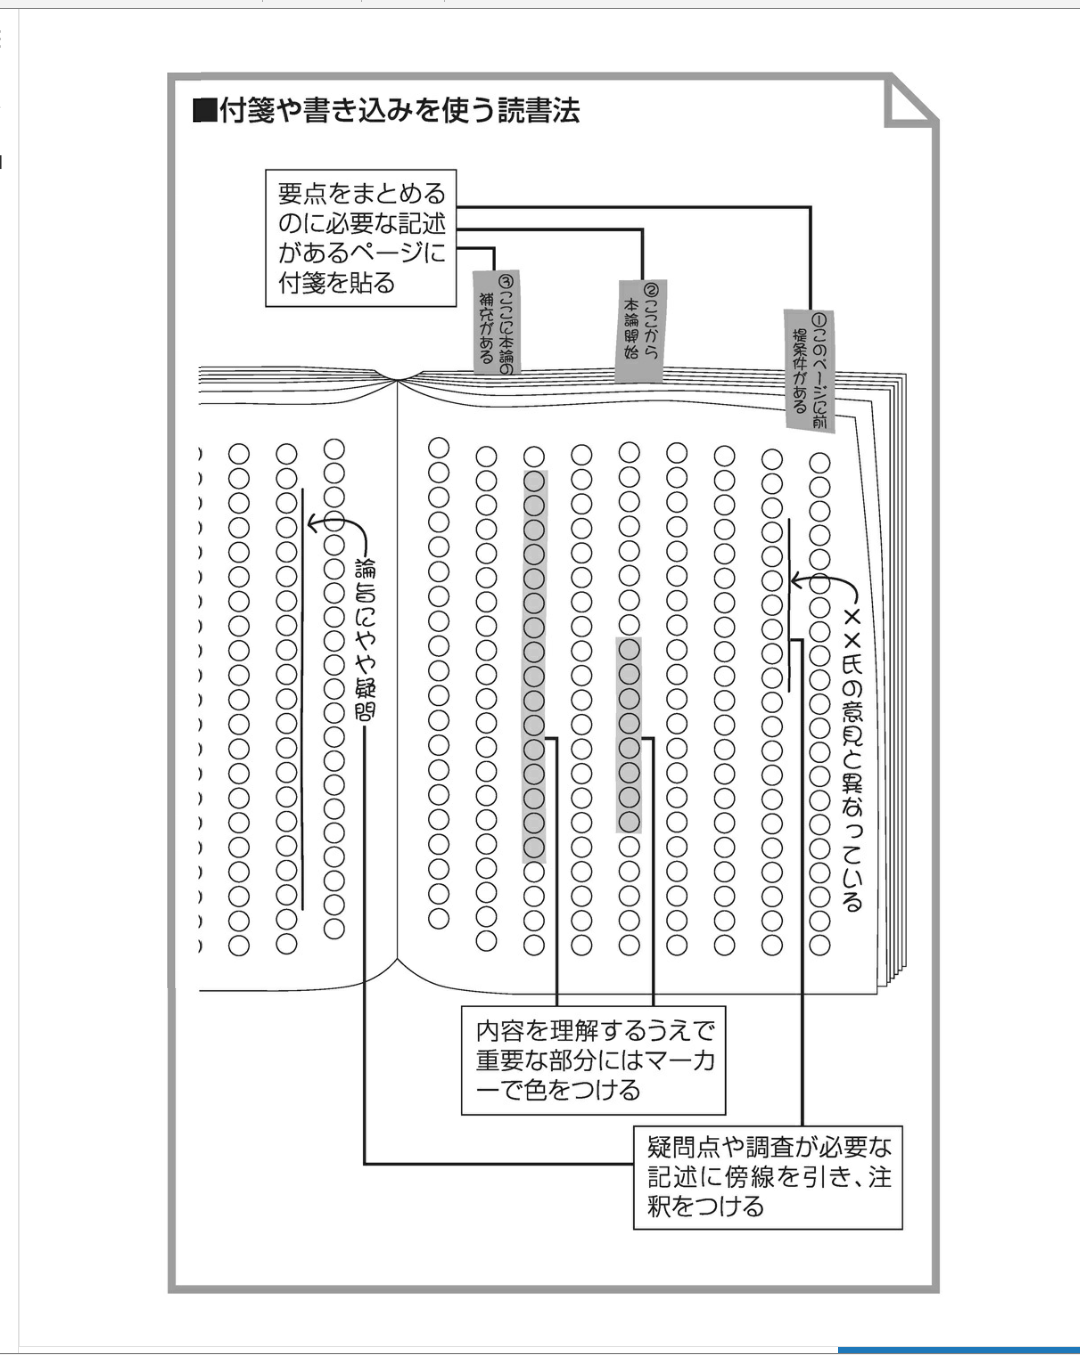 ■付箋や書き込みを使う読書法
要点をまとめる
のに必要な記述
があるページに
付箋を貼る
①このページに前
提条件がある
②ここから
本論開始
③ここに本論の
補充がある
××氏の意見と異なっている
論旨にやや疑問
内容を理解するうえで
重要な部分にはマーカ
ーで色をつける
疑問点や調査が必要な
記述に傍線を引き、注
釈をつける